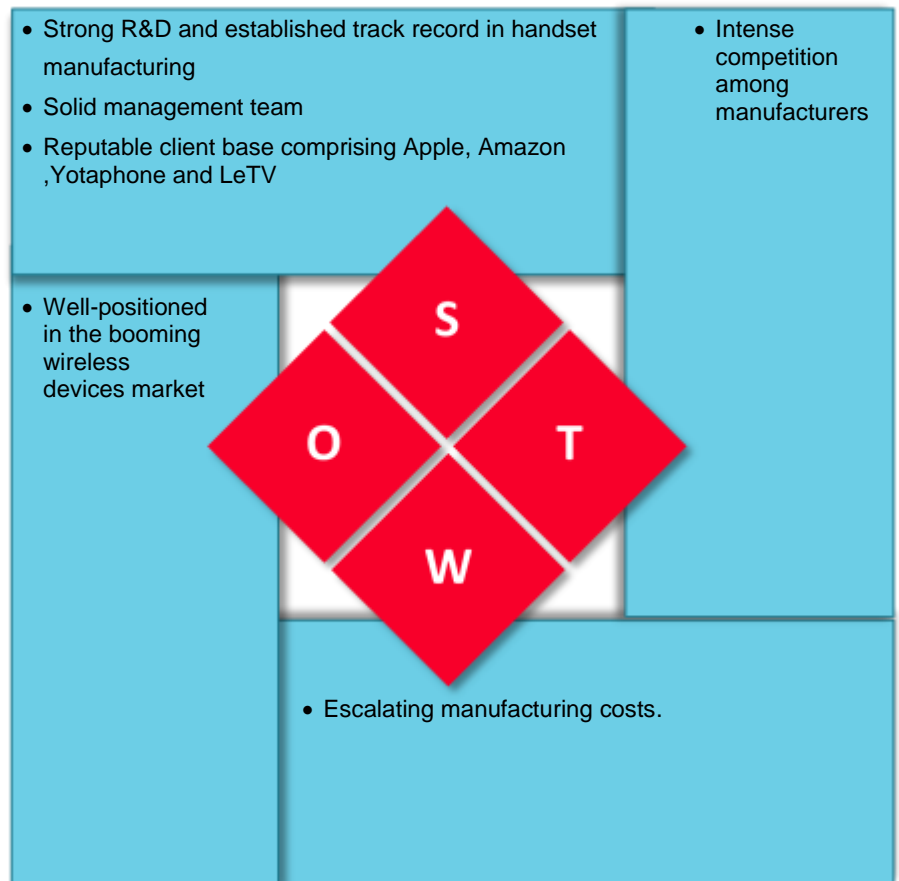 • Strong R&D and established track record in handset
manufacturing
• Solid management team
• Reputable client base comprising Apple, Amazon
,Yotaphone and LeTV
• Intense
competition
among
manufacturers
• Well-positioned
in the booming
wireless
devices market
S
O
T
W
• Escalating manufacturing costs.